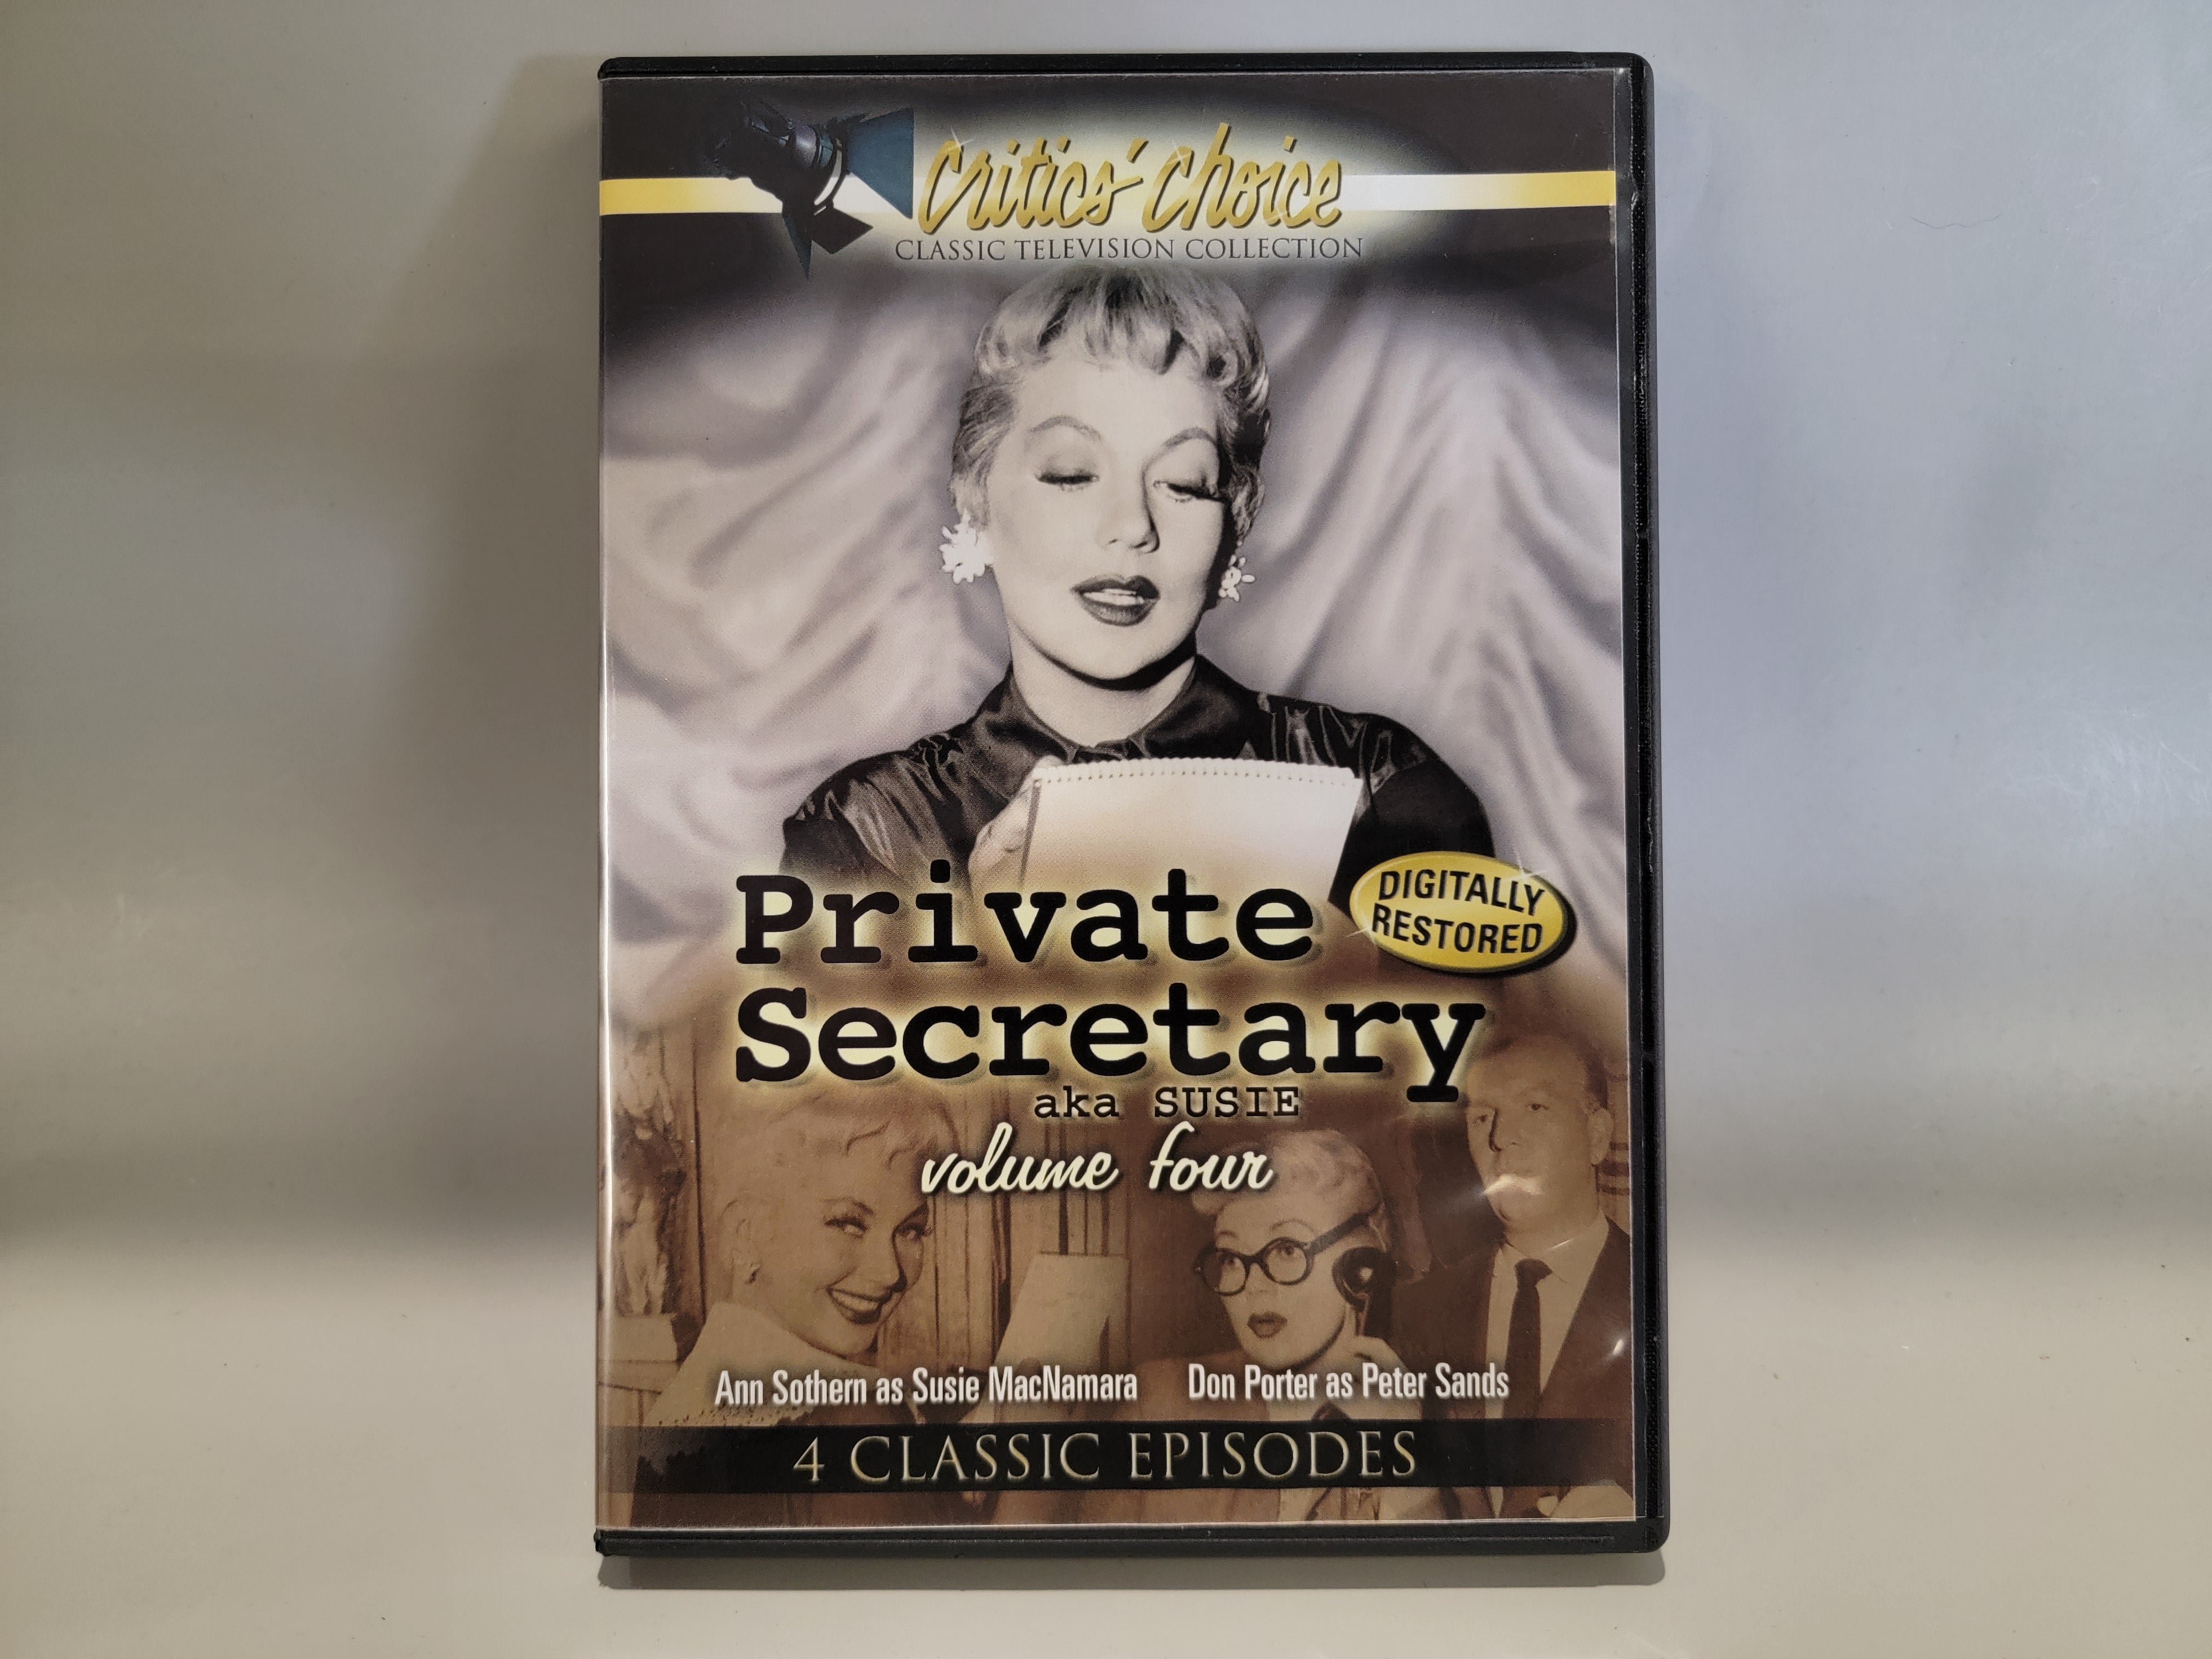 Critics' Choice
CLASSIC TELEVISION COLLECTION
Private
DIGITALLY
RESTORED
Secretary
aka SUSIE
volume four
Ann Sothern as Susie MacNamara
Don Porter as Peter Sands
4 CLASSIC EPISODES